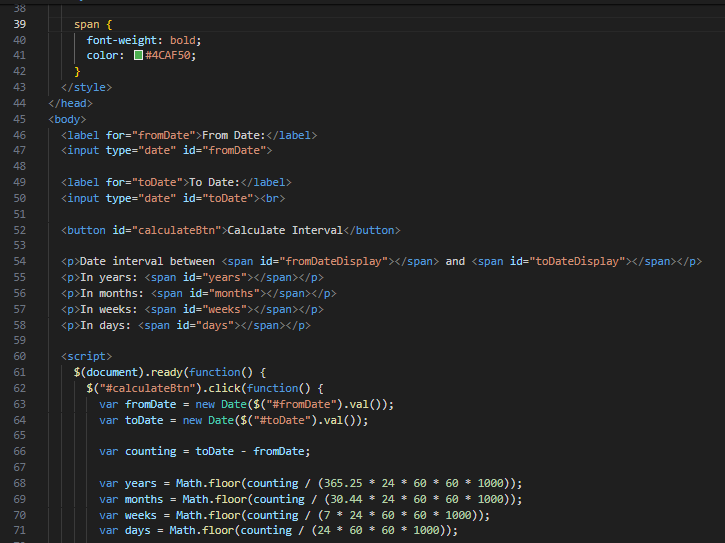 38
39 span {
40 font-weight: bold;
41 color: #4CAF50;
42 }
43 </style>
44 </head>
45 <body>
46 <label for="fromDate">From Date:</label>
47 <input type="date" id="fromDate">
48
49 <label for="toDate">To Date:</label>
50 <input type="date" id="toDate"><br>
51
52 <button id="calculateBtn">Calculate Interval</button>
53
54 <p>Date interval between <span id="fromDateDisplay"></span> and <span id="toDateDisplay"></span></p>
55 <p>In years: <span id="years"></span></p>
56 <p>In months: <span id="months"></span></p>
57 <p>In weeks: <span id="weeks"></span></p>
58 <p>In days: <span id="days"></span></p>
59
60 <script>
61 $(document).ready(function() {
62 $("#calculateBtn").click(function() {
63 var fromDate = new Date($("#fromDate").val());
64 var toDate = new Date($("#toDate").val());
65
66 var counting = toDate - fromDate;
67
68 var years = Math.floor(counting / (365.25 * 24 * 60 * 60 * 1000));
69 var months = Math.floor(counting / (30.44 * 24 * 60 * 60 * 1000));
70 var weeks = Math.floor(counting / (7 * 24 * 60 * 60 * 1000));
71 var days = Math.floor(counting / (24 * 60 * 60 * 1000));